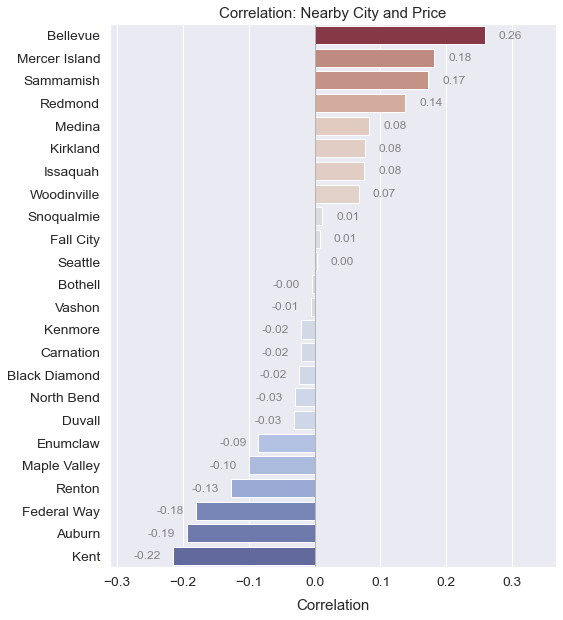 Correlation: Nearby City and Price
Bellevue 0.26
Mercer Island 0.18
Sammamish 0.17
Redmond 0.14
Medina 0.08
Kirkland 0.08
Issaquah 0.08
Woodinville 0.07
Snoqualmie 0.01
Fall City 0.01
Seattle 0.00
Bothell -0.00
Vashon -0.01
Kenmore -0.02
Carnation -0.02
Black Diamond -0.02
North Bend -0.03
Duvall -0.03
Enumclaw -0.09
Maple Valley -0.10
Renton -0.13
Federal Way -0.18
Auburn -0.19
Kent -0.22
−0.3 −0.2 −0.1 0.0 0.1 0.2 0.3
Correlation